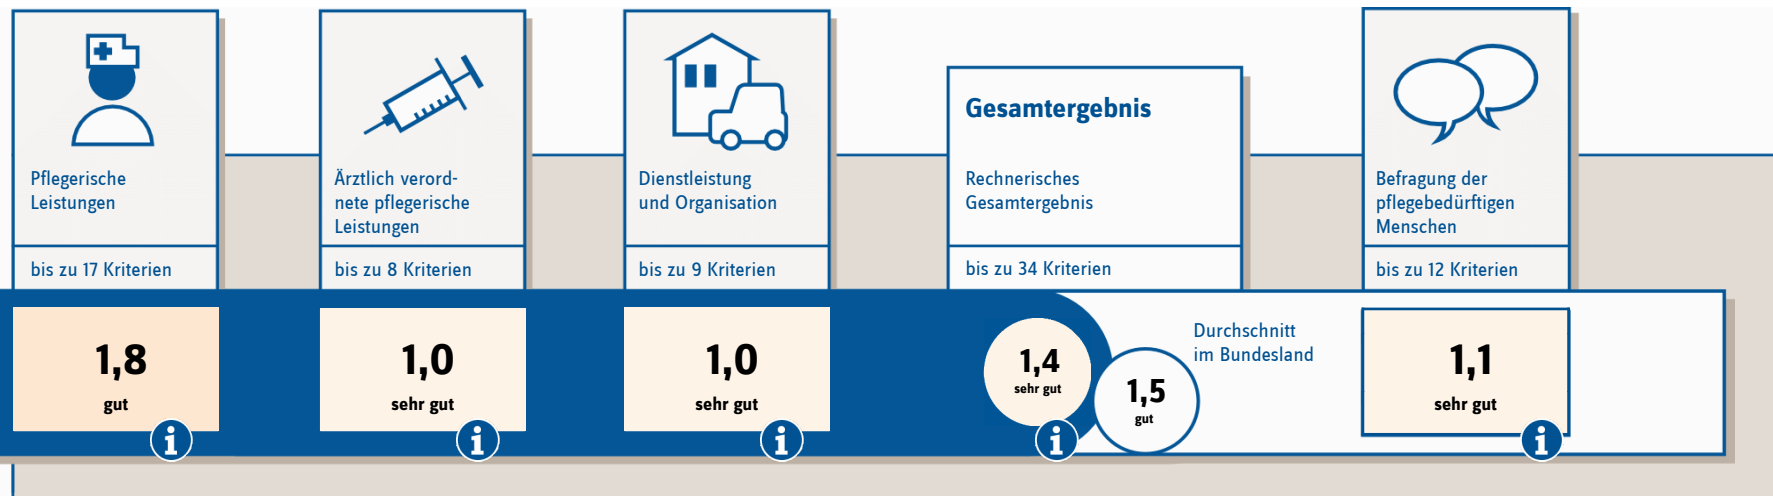 Pflegerische
Leistungen
bis zu 17 Kriterien
1,8
gut
i
Ärztlich verord-
nete pflegerische
Leistungen
bis zu 8 Kriterien
1,0
sehr gut
i
Dienstleistung
und Organisation
bis zu 9 Kriterien
1,0
sehr gut
i
Gesamtergebnis
Rechnerisches
Gesamtergebnis
bis zu 34 Kriterien
1,4
sehr gut
i
1,5
gut
Durchschnitt
im Bundesland
Befragung der
pflegebedürftigen
Menschen
bis zu 12 Kriterien
1,1
sehr gut
i